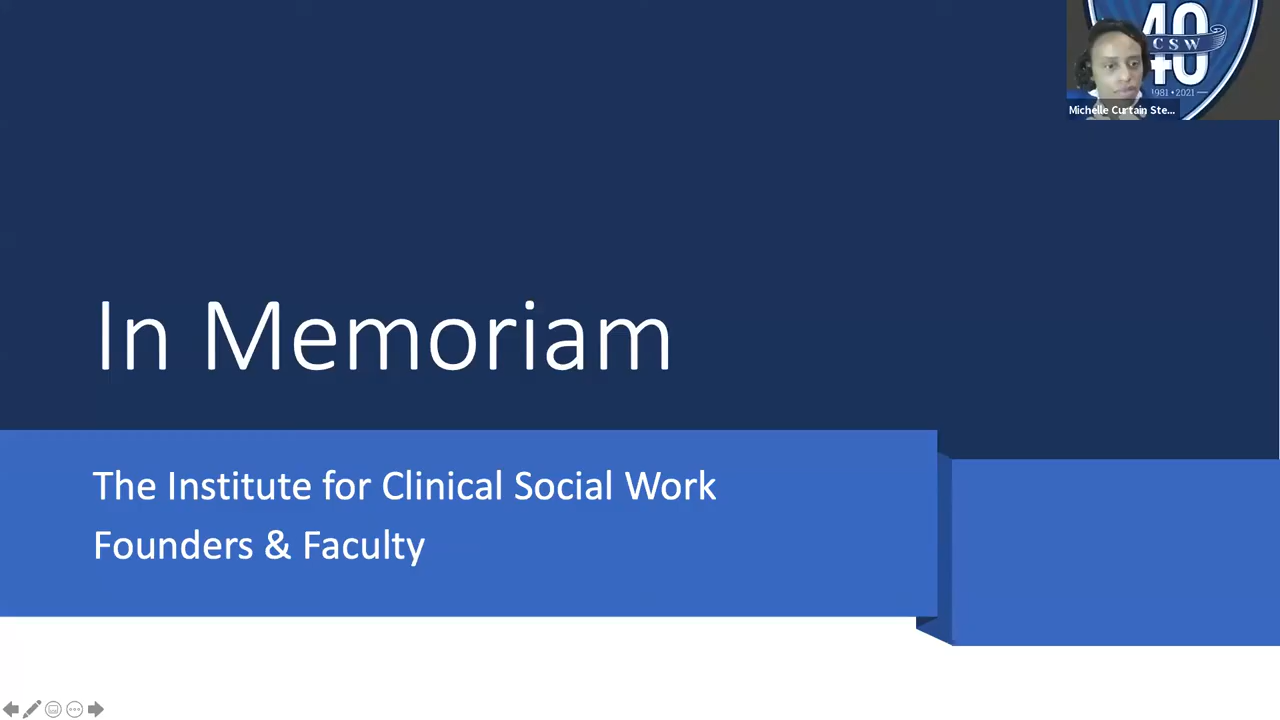 40
CSW
1981 • 2021
Michelle Curtain Ste...
In Memoriam
The Institute for Clinical Social Work
Founders & Faculty